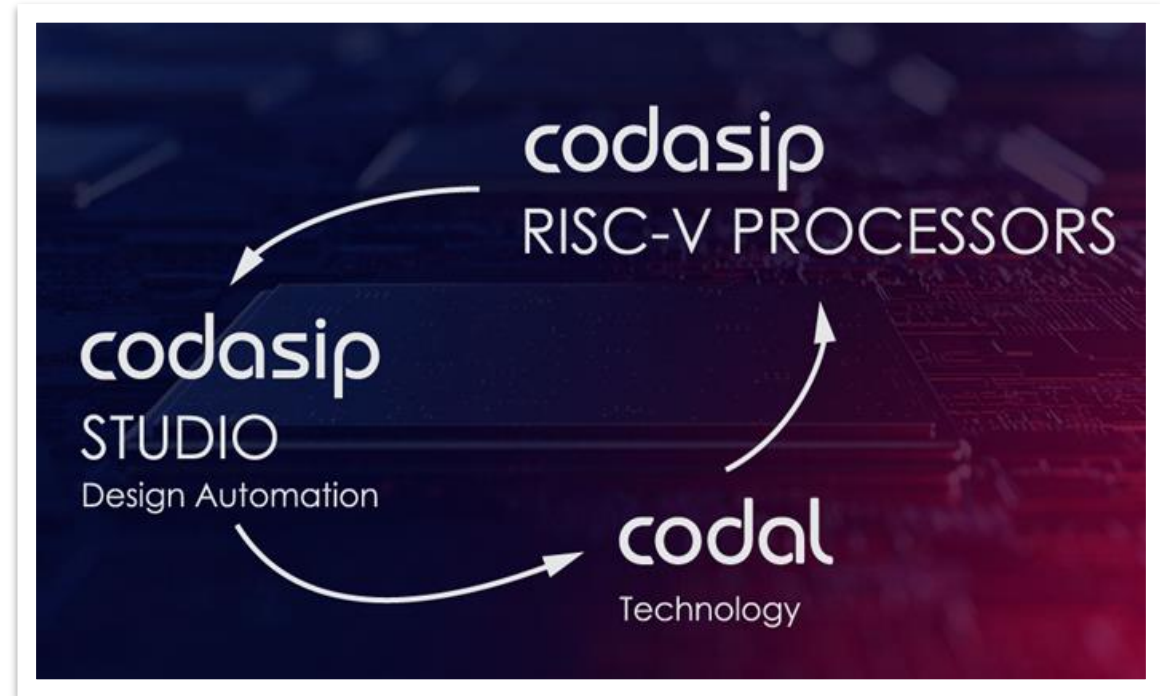 codasip
RISC-V PROCESSORS
codasip
STUDIO
Design Automation
codal
Technology